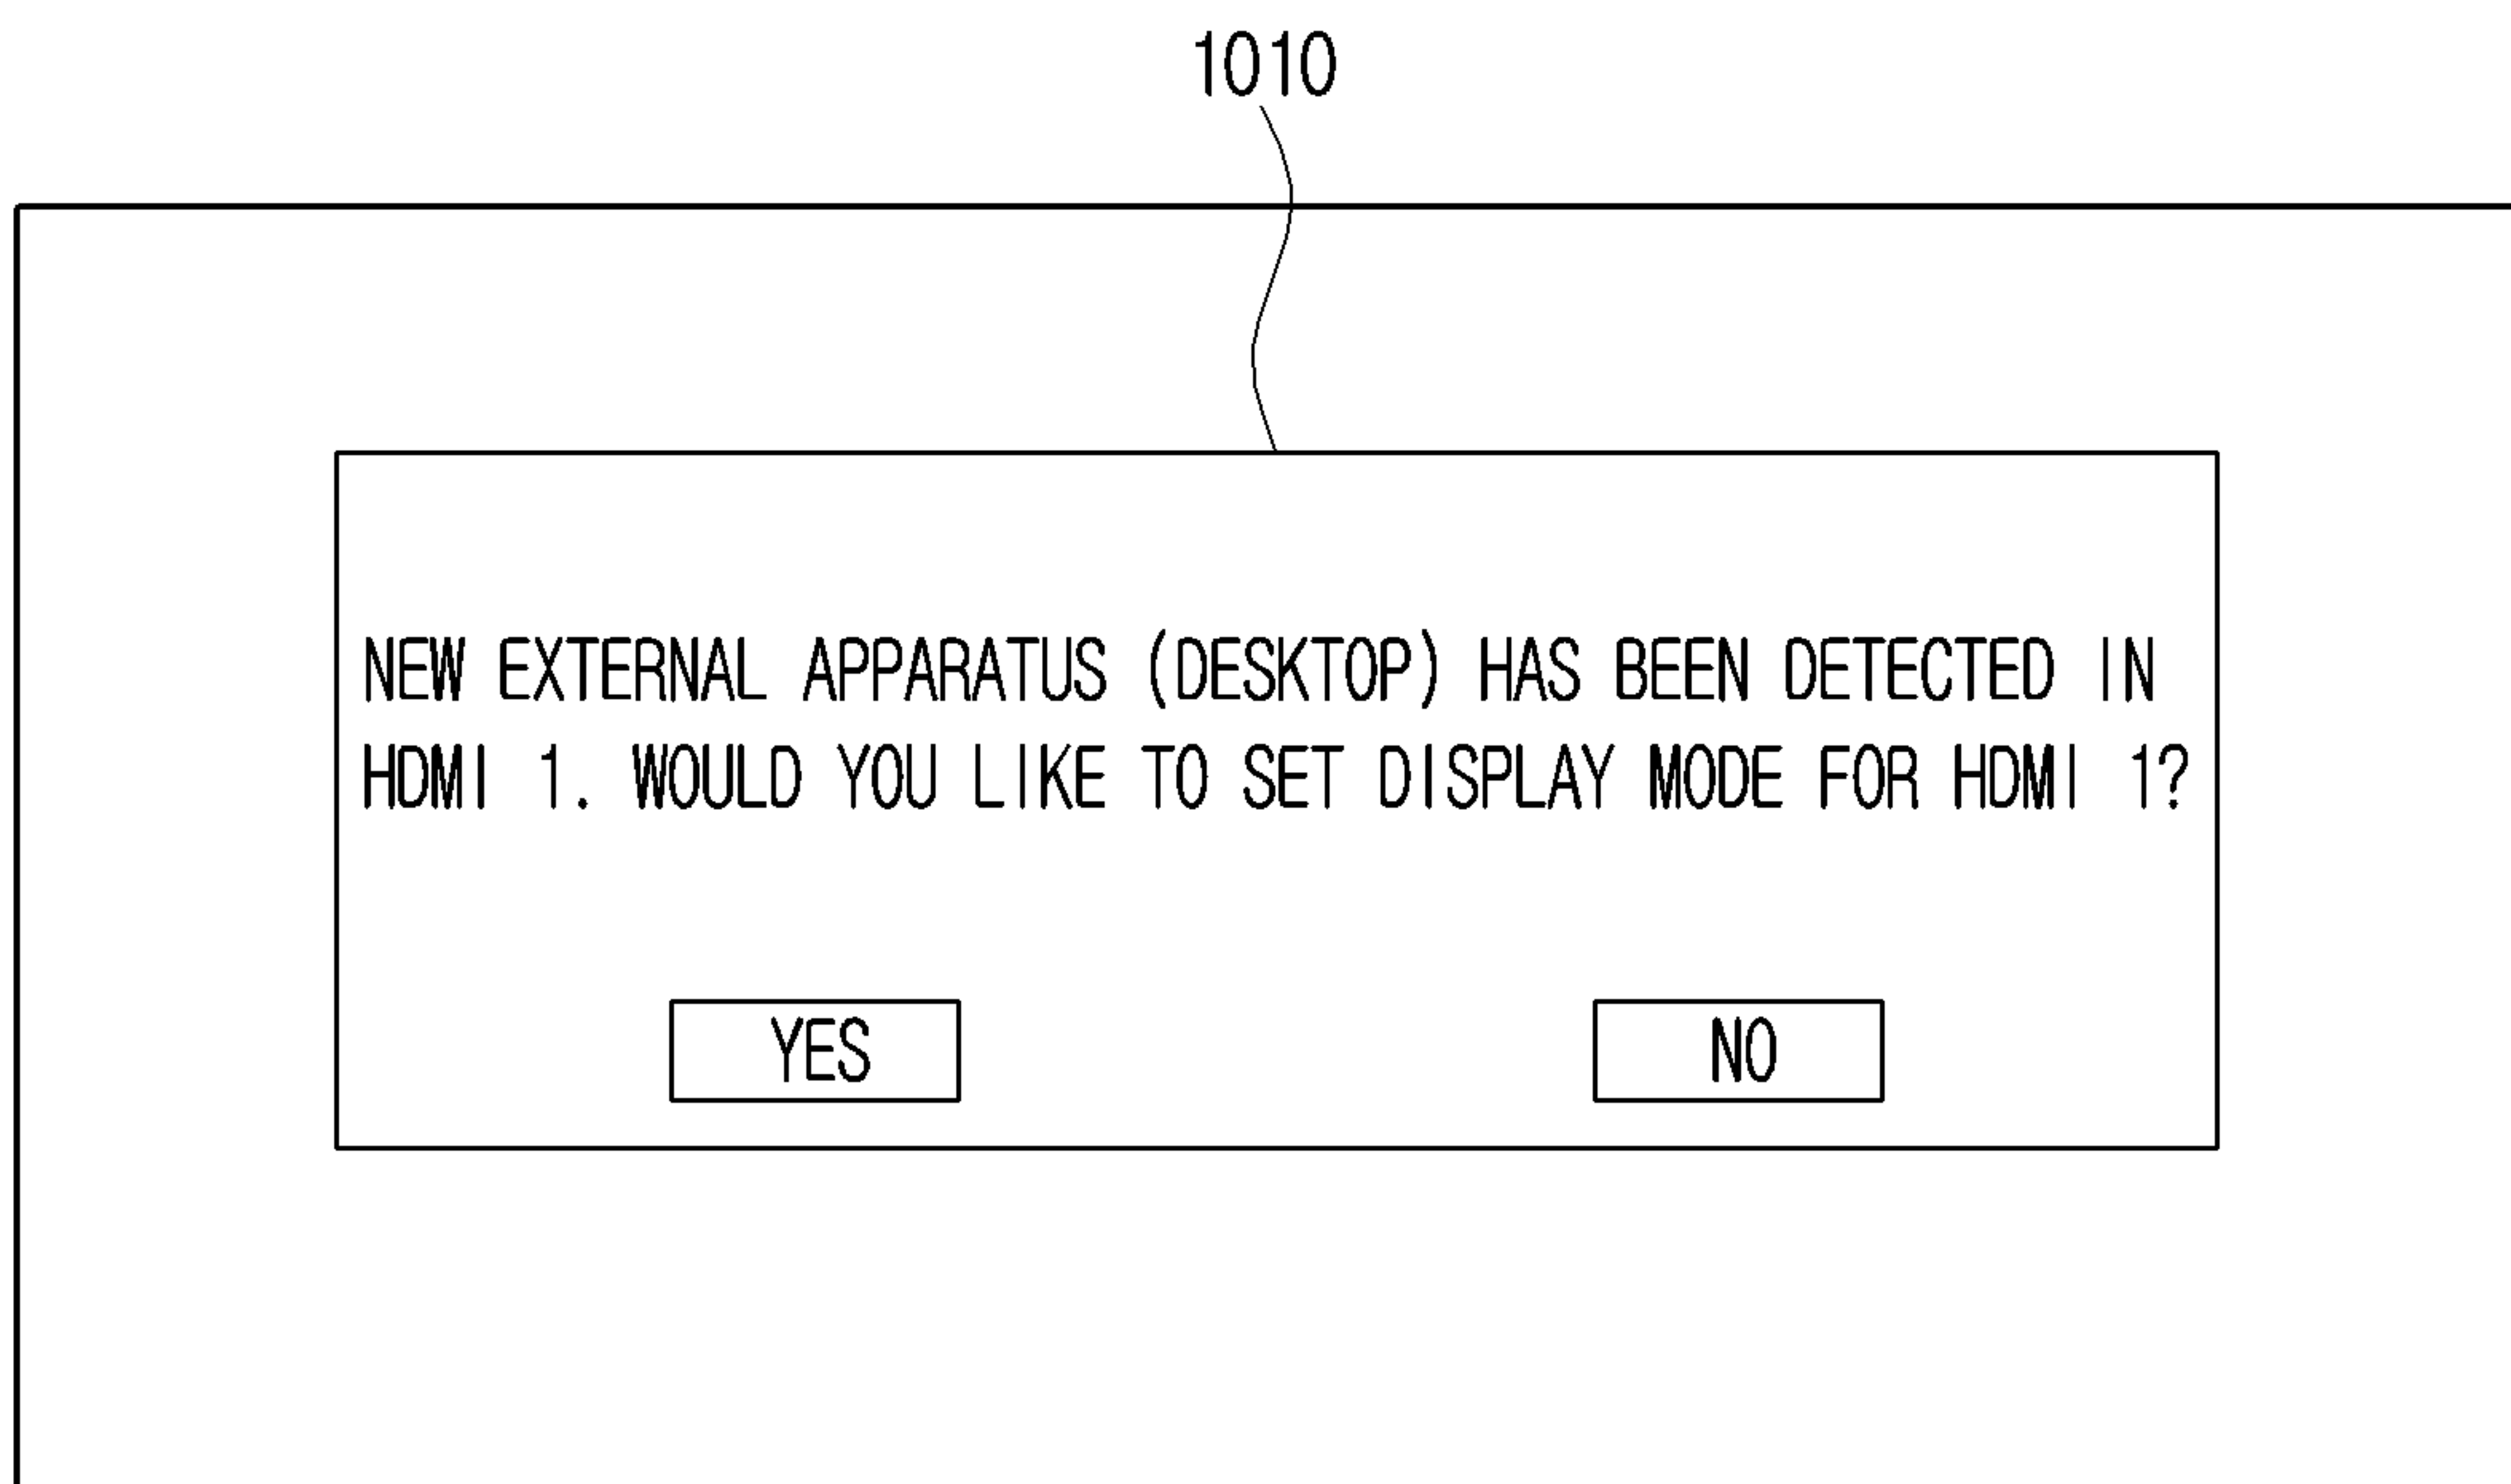 1010
NEW EXTERNAL APPARATUS (DESKTOP) HAS BEEN DETECTED IN
HDMI 1. WOULD YOU LIKE TO SET DISPLAY MODE FOR HDMI 1?
YES NO